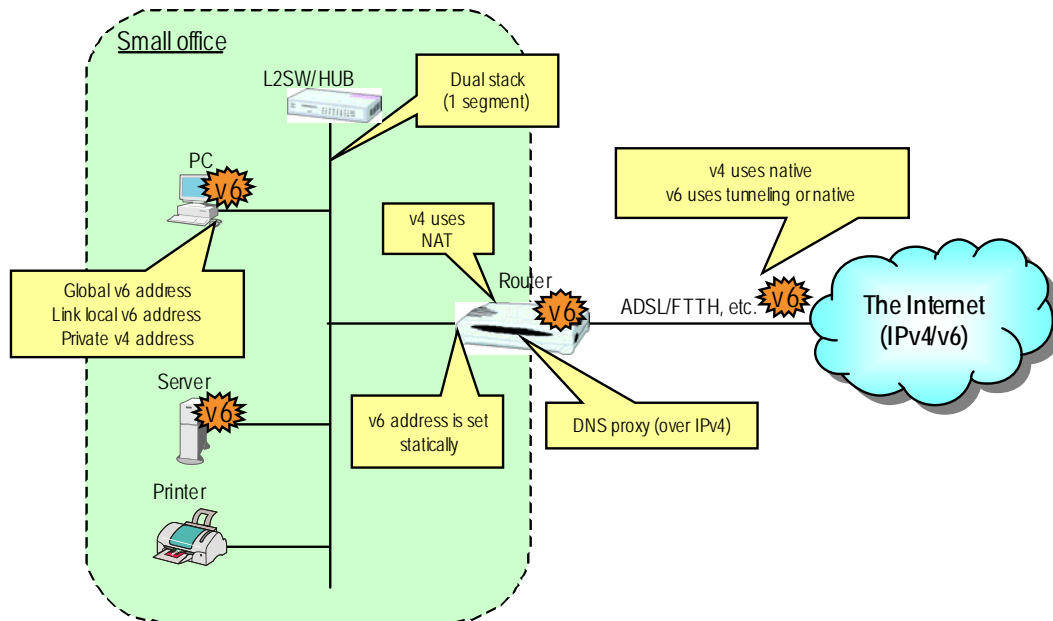 Small office
L2SW/HUB
Dual stack
(1 segment)
PC
v6
v4 uses native
v6 uses tunneling or native
v4 uses
NAT
Global v6 address
Link local v6 address
Private v4 address
Router
v6
ADSL/FTTH, etc.
v6
The Internet
(IPv4/v6)
Server
v6
v6 address is set
statically
DNS proxy (over IPv4)
Printer